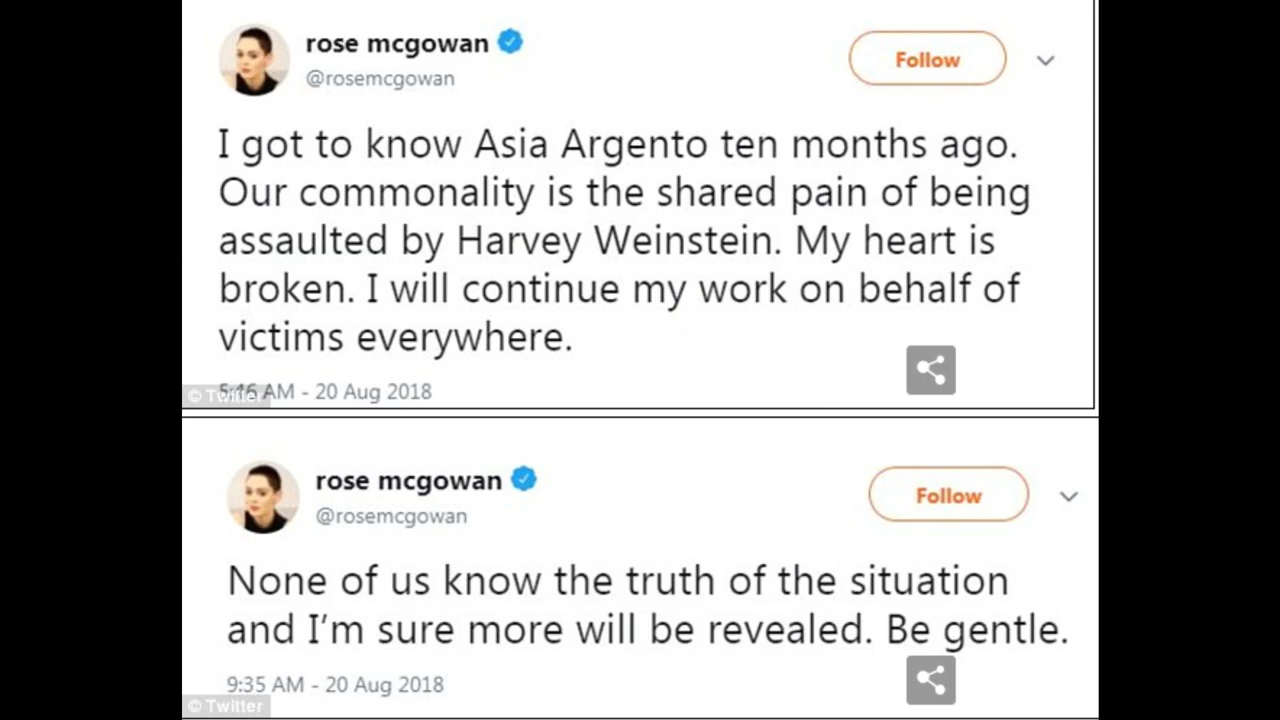 rose mcgowan
@rosemcgowan
Follow
I got to know Asia Argento ten months ago.
Our commonality is the shared pain of being
assaulted by Harvey Weinstein. My heart is
broken. I will continue my work on behalf of
victims everywhere.
5:46 AM - 20 Aug 2018
© Twitter
rose mcgowan
@rosemcgowan
Follow
None of us know the truth of the situation
and I'm sure more will be revealed. Be gentle.
9:35 AM - 20 Aug 2018
© Twitter